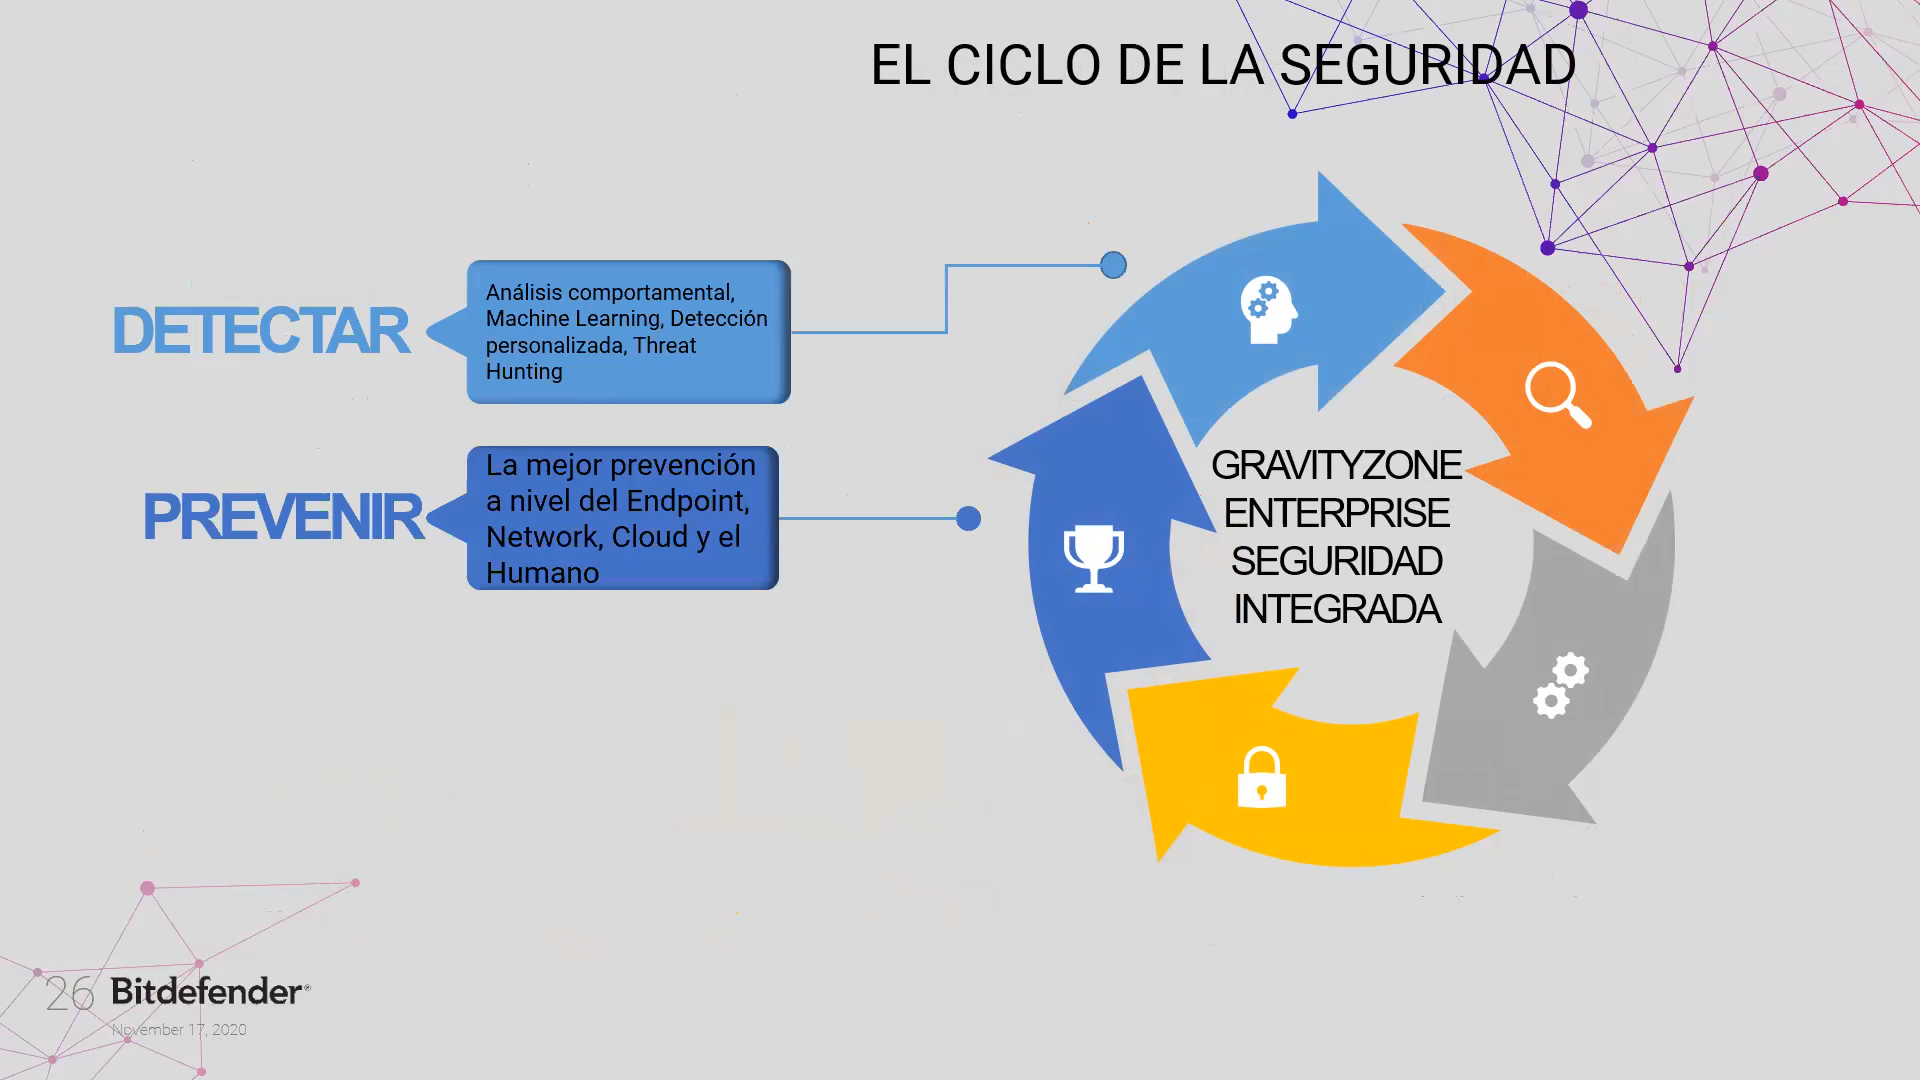 EL CICLO DE LA SEGURIDAD
DETECTAR
Análisis comportamental,
Machine Learning, Detección
personalizada, Threat
Hunting
PREVENIR
La mejor prevención
a nivel del Endpoint,
Network, Cloud y el
Humano
GRAVITYZONE
ENTERPRISE
SEGURIDAD
INTEGRADA
26 Bitdefender®
November 17, 2020